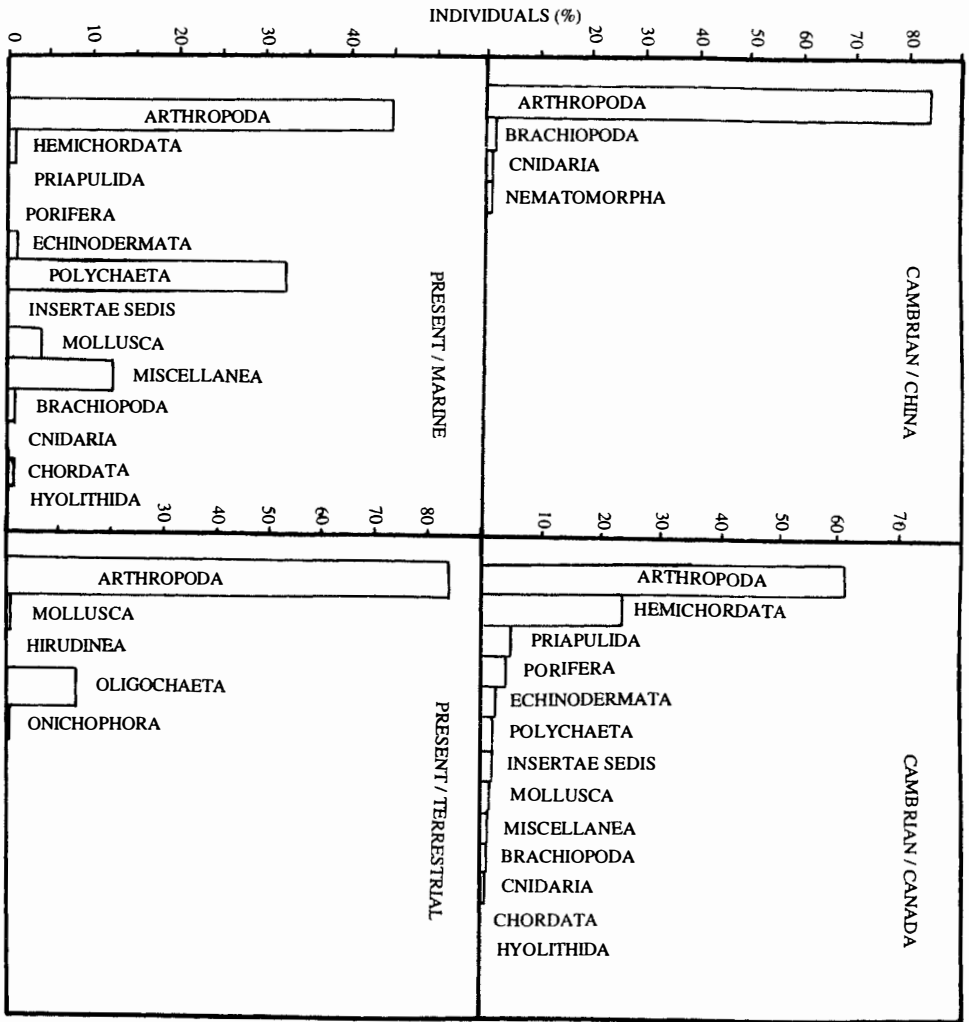 INDIVIDUALS (%)
0 10 20 30 40
20 30 40 50 60 70 80
ARTHROPODA
HEMICHORDATA
PRIAPULIDA
PORIFERA
ECHINODERMATA
POLYCHAETA
INSERTAE SEDIS
MOLLUSCA
MISCELLANEA
BRACHIOPODA
CNIDARIA
CHORDATA
HYOLITHIDA
PRESENT / MARINE
ARTHROPODA
BRACHIOPODA
CNIDARIA
NEMATOMORPHA
CAMBRIAN / CHINA
30 40 50 60 70 80
ARTHROPODA
MOLLUSCA
HIRUDINEA
OLIGOCHAETA
ONICHOPHORA
PRESENT / TERRESTRIAL
10 20 30 40 50 60 70
ARTHROPODA
HEMICHORDATA
PRIAPULIDA
PORIFERA
ECHINODERMATA
POLYCHAETA
INSERTAE SEDIS
MOLLUSCA
MISCELLANEA
BRACHIOPODA
CNIDARIA
CHORDATA
HYOLITHIDA
CAMBRIAN / CANADA